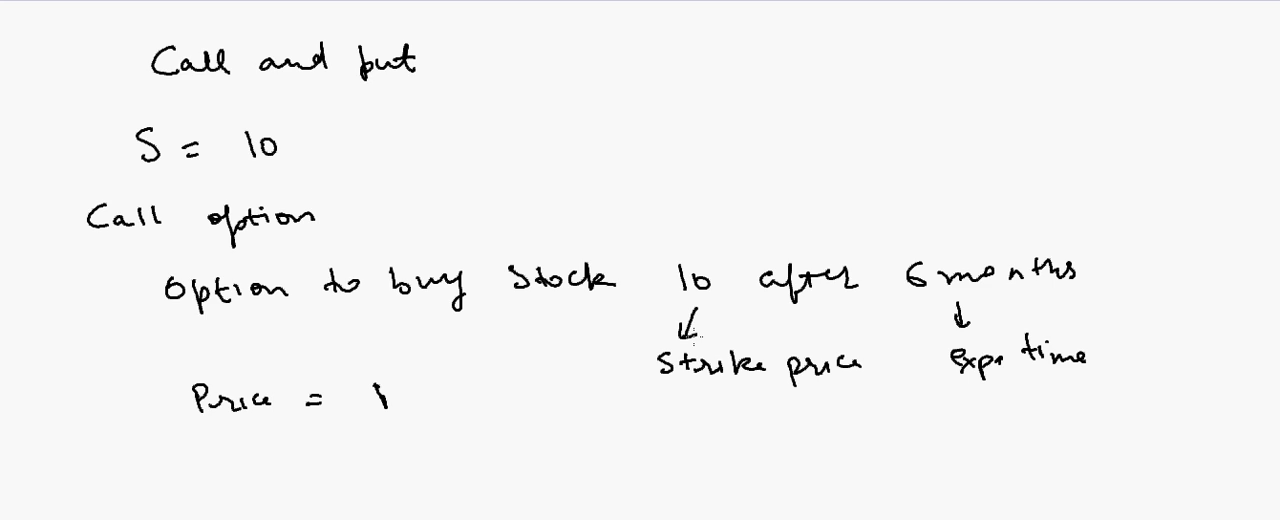 Call and put
S = 10
Call option
Option to buy stock 10 after 6 months
Strike price expr time
Price = 1